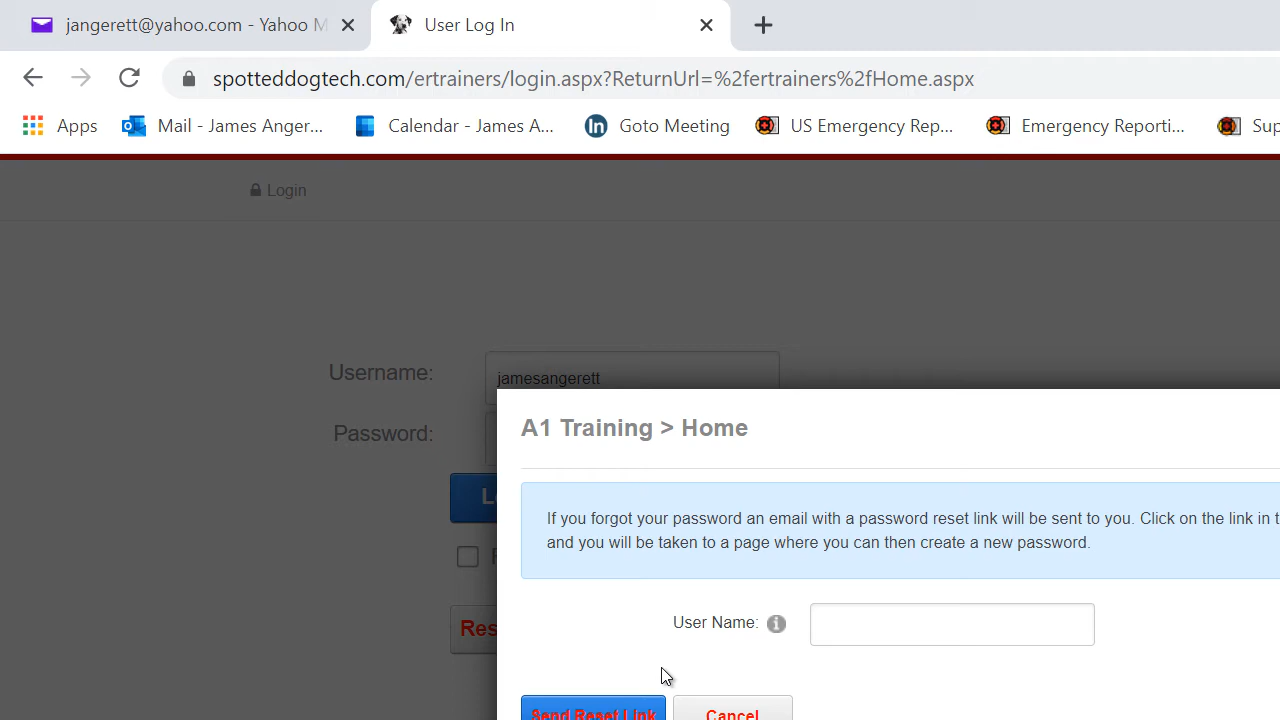 jangerett@yahoo.com - Yahoo M
User Log In
spotteddogtech.com/ertrainers/login.aspx?ReturnUrl=%2fertrainers%2fHome.aspx
Apps
Mail - James Anger...
Calendar - James A...
Goto Meeting
US Emergency Rep...
Emergency Reporti...
Sup
Login
Username:
jamesangerett
Password:
L
A1 Training > Home
If you forgot your password an email with a password reset link will be sent to you. Click on the link in t
and you will be taken to a page where you can then create a new password.
Res
User Name:
Send Reset Link
Cancel